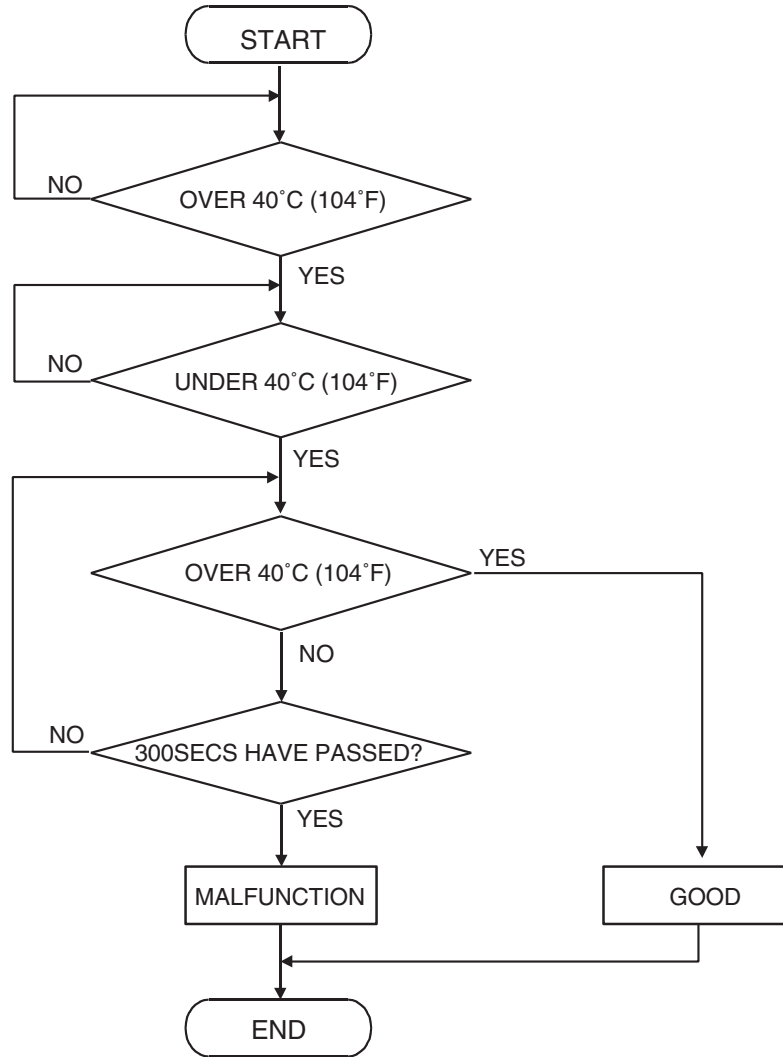 START
NO
OVER 40˚C (104˚F)
YES
NO
UNDER 40˚C (104˚F)
YES
OVER 40˚C (104˚F)
YES
NO
NO
300SECS HAVE PASSED?
YES
MALFUNCTION
GOOD
END